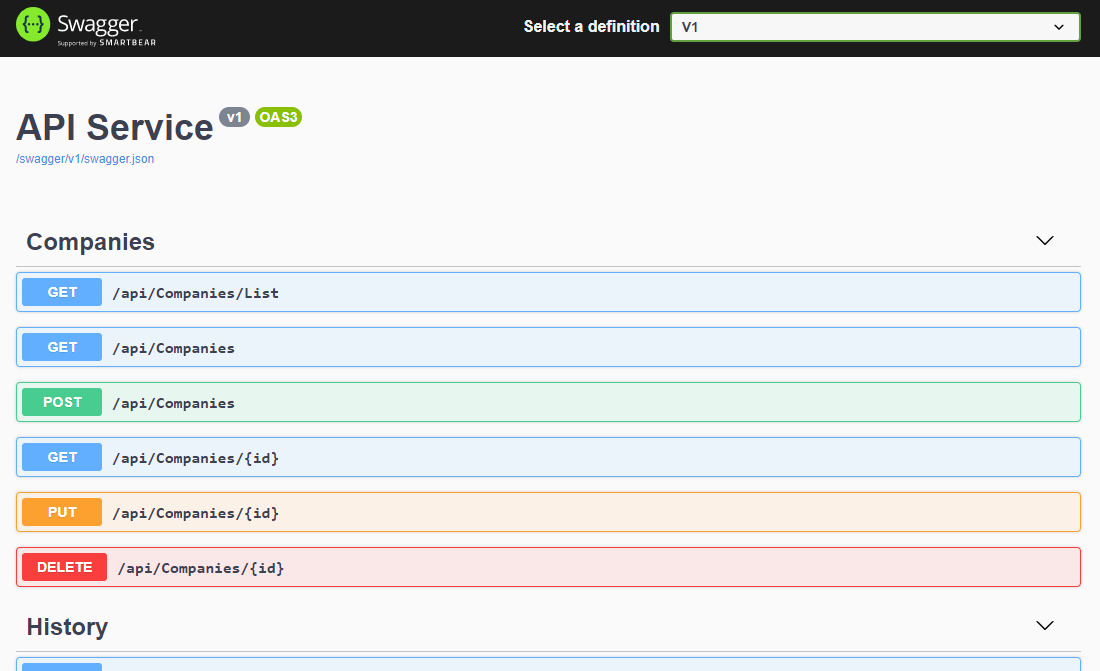 {···} Swagger
Supported by SMARTBEAR
Select a definition
V1
API Service v1 OAS3
/swagger/v1/swagger.json
Companies
GET /api/Companies/List
GET /api/Companies
POST /api/Companies
GET /api/Companies/{id}
PUT /api/Companies/{id}
DELETE /api/Companies/{id}
History